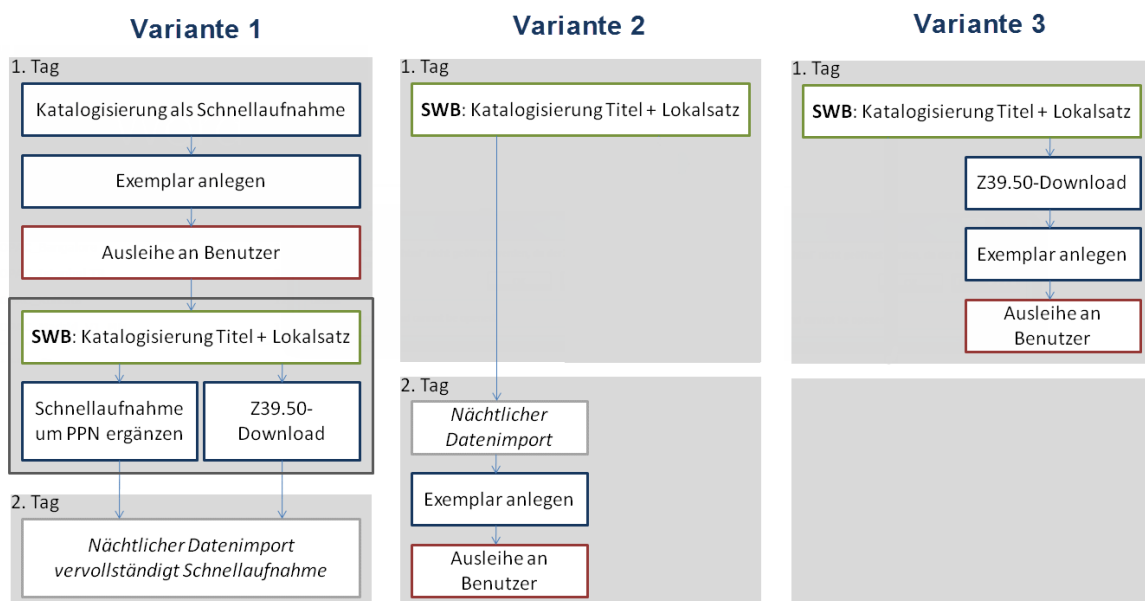 Variante 1
1. Tag
Katalogisierung als Schnellaufnahme
Exemplar anlegen
Ausleihe an Benutzer
SWB: Katalogisierung Titel + Lokalsatz
Schnellaufnahme
um PPN ergänzen
Z39.50-
Download
2. Tag
Nächtlicher Datenimport
vervollständigt Schnellaufnahme
Variante 2
1. Tag
SWB: Katalogisierung Titel + Lokalsatz
2. Tag
Nächtlicher
Datenimport
Exemplar anlegen
Ausleihe an
Benutzer
Variante 3
1. Tag
SWB: Katalogisierung Titel + Lokalsatz
Z39.50-Download
Exemplar anlegen
Ausleihe an
Benutzer